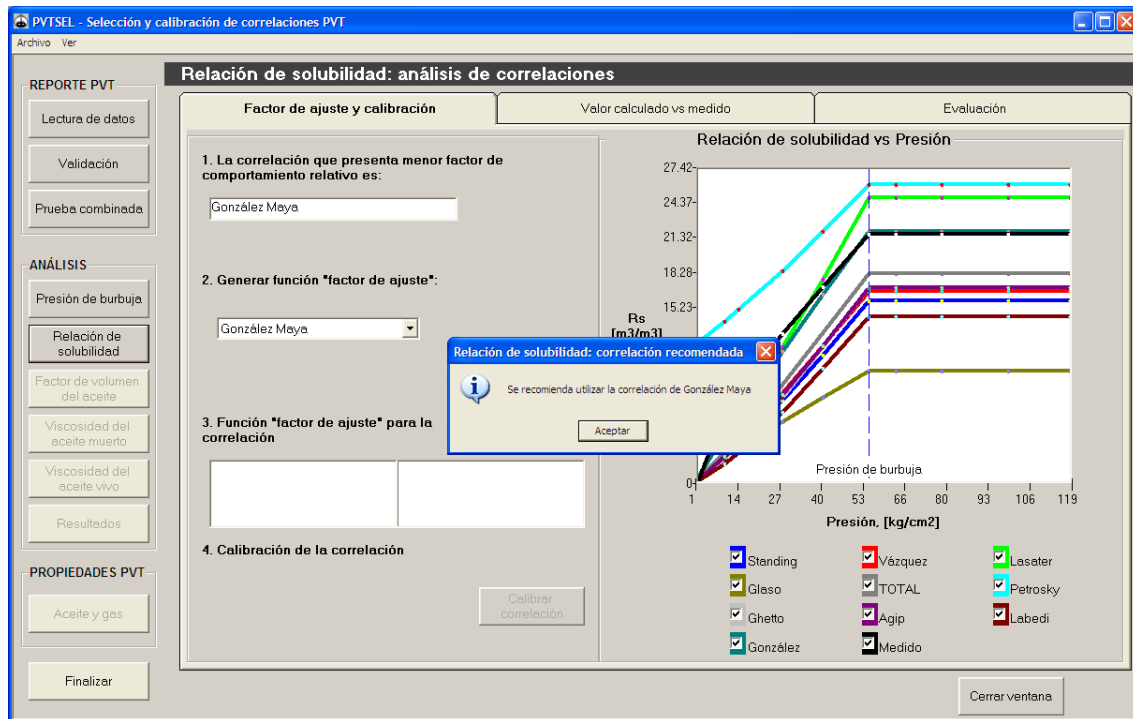 PVTSEL - Selección y calibración de correlaciones PVT
Archivo Ver
REPORTE PVT
Lectura de datos
Validación
Prueba combinada
ANÁLISIS
Presión de burbuja
Relación de
solubilidad
Factor de volumen
del aceite
Viscosidad del
aceite muerto
Viscosidad del
aceite vivo
Resultados
PROPIEDADES PVT
Aceite y gas
Finalizar
Relación de solubilidad: análisis de correlaciones
Factor de ajuste y calibración
Valor calculado vs medido
Evaluación
1. La correlación que presenta menor factor de
comportamiento relativo es:
González Maya
2. Generar función "factor de ajuste":
González Maya
3. Función "factor de ajuste" para la
correlación
4. Calibración de la correlación
Calibrar
correlación
Relación de solubilidad vs Presión
27.42
24.37
21.32
18.28
15.23
Rs
[m3/m3]
0
Presión de burbuja
1 14 27 40 53 66 80 93 106 119
Presión, [kg/cm2]
Standing Vázquez Lasater
Glaso TOTAL Petrosky
Ghetto Agip Labedi
González Medido
Relación de solubilidad: correlación recomendada
Se recomienda utilizar la correlación de González Maya
Aceptar
Cerrar ventana